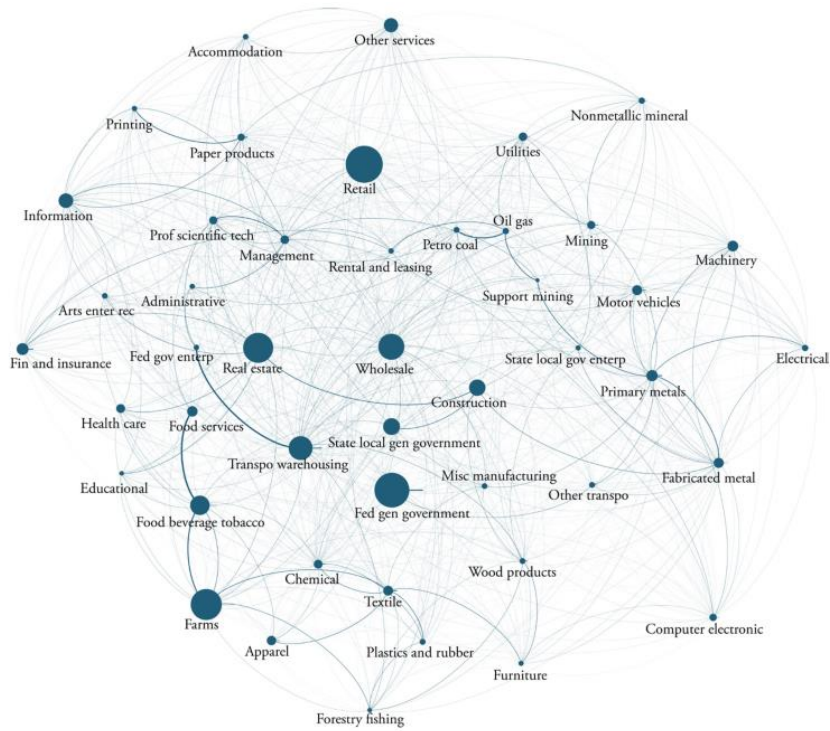 Other services
Accommodation
Nonmetallic mineral
Printing
Paper products
Utilities
Retail
Information
Prof scientific tech
Oil gas
Petro coal
Mining
Management
Rental and leasing
Machinery
Support mining
Arts enter rec
Administrative
Motor vehicles
Fin and insurance
Fed gov enterp
Real estate
Wholesale
State local gov enterp
Electrical
Primary metals
Construction
Health care
Food services
State local gen government
Transpo warehousing
Misc manufacturing
Fabricated metal
Educational
Other transpo
Food beverage tobacco
Fed gen government
Chemical
Wood products
Textile
Farms
Computer electronic
Apparel
Plastics and rubber
Furniture
Forestry fishing